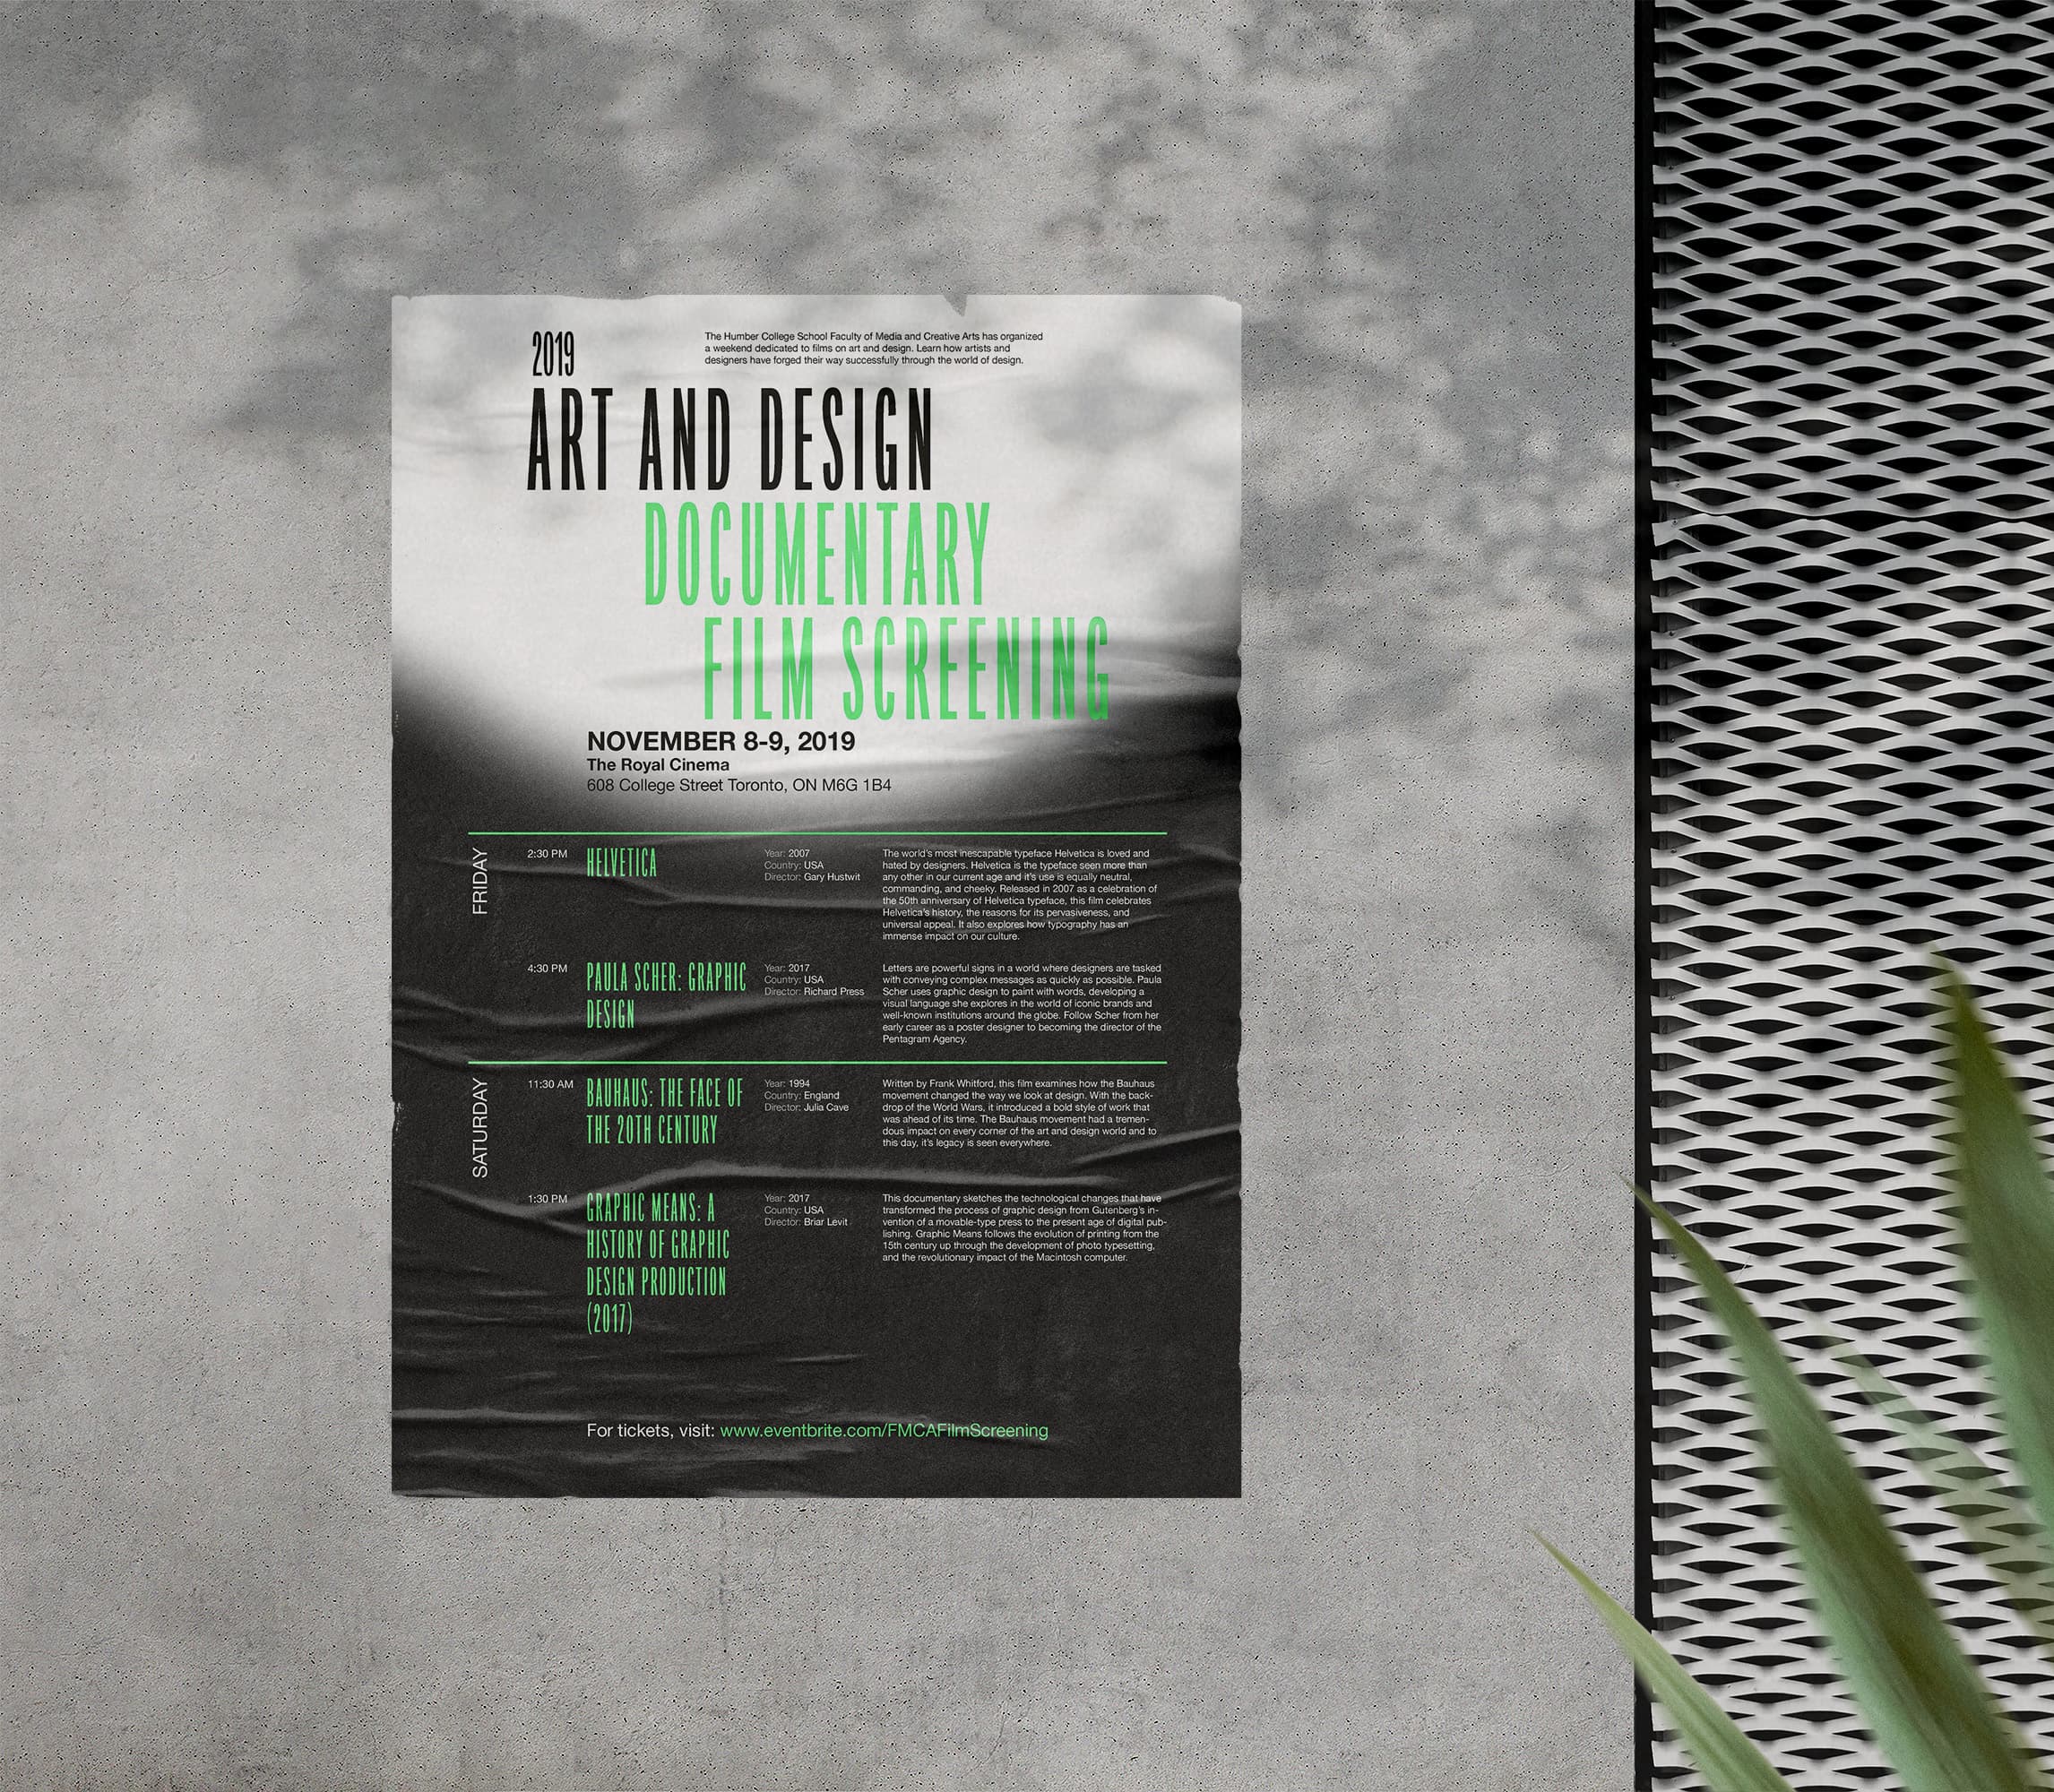 2019
The Humber College School Faculty of Media and Creative Arts has organized
a weekend dedicated to films on art and design. Learn how artists and
designers have forged their way successfully through the world of design.
ART AND DESIGN
DOCUMENTARY
FILM SCREENING
NOVEMBER 8-9, 2019
The Royal Cinema
608 College Street Toronto, ON M6G 1B4
FRIDAY
2:30 PM
HELVETICA
Year: 2007
Country: USA
Director: Gary Hustwit
The world's most inescapable typeface Helvetica is loved and
hated by designers. Helvetica is the typeface seen more than
any other in our current age and it's use is equally neutral,
commanding, and cheeky. Released in 2007 as a celebration of
the 50th anniversary of Helvetica typeface, this film celebrates
Helvetica's history, the reasons for its pervasiveness, and
universal appeal. It also explores how typography has an
immense impact on our culture.
4:30 PM
PAULA SCHER: GRAPHIC
DESIGN
Year: 2017
Country: USA
Director: Richard Press
Letters are powerful signs in a world where designers are tasked
with conveying complex messages as quickly as possible. Paula
Scher uses graphic design to paint with words, developing a
visual language she explores in the world of iconic brands and
well-known institutions around the globe. Follow Scher from her
early career as a poster designer to becoming the director of the
Pentagram Agency.
SATURDAY
11:30 AM
BAUHAUS: THE FACE OF
THE 20TH CENTURY
Year: 1994
Country: England
Director: Julia Cave
Written by Frank Whitford, this film examines how the Bauhaus
movement changed the way we look at design. With the back-
drop of the World Wars, it introduced a bold style of work that
was ahead of its time. The Bauhaus movement had a tremen-
dous impact on every corner of the art and design world and to
this day, it's legacy is seen everywhere.
1:30 PM
GRAPHIC MEANS: A
HISTORY OF GRAPHIC
DESIGN PRODUCTION
(2017)
Year: 2017
Country: USA
Director: Briar Levit
This documentary sketches the technological changes that have
transformed the process of graphic design from Gutenberg's in-
vention of a movable-type press to the present age of digital pub-
lishing. Graphic Means follows the evolution of printing from the
15th century up through the development of photo typesetting,
and the revolutionary impact of the Macintosh computer.
For tickets, visit: www.eventbrite.com/FMCAFilmScreening